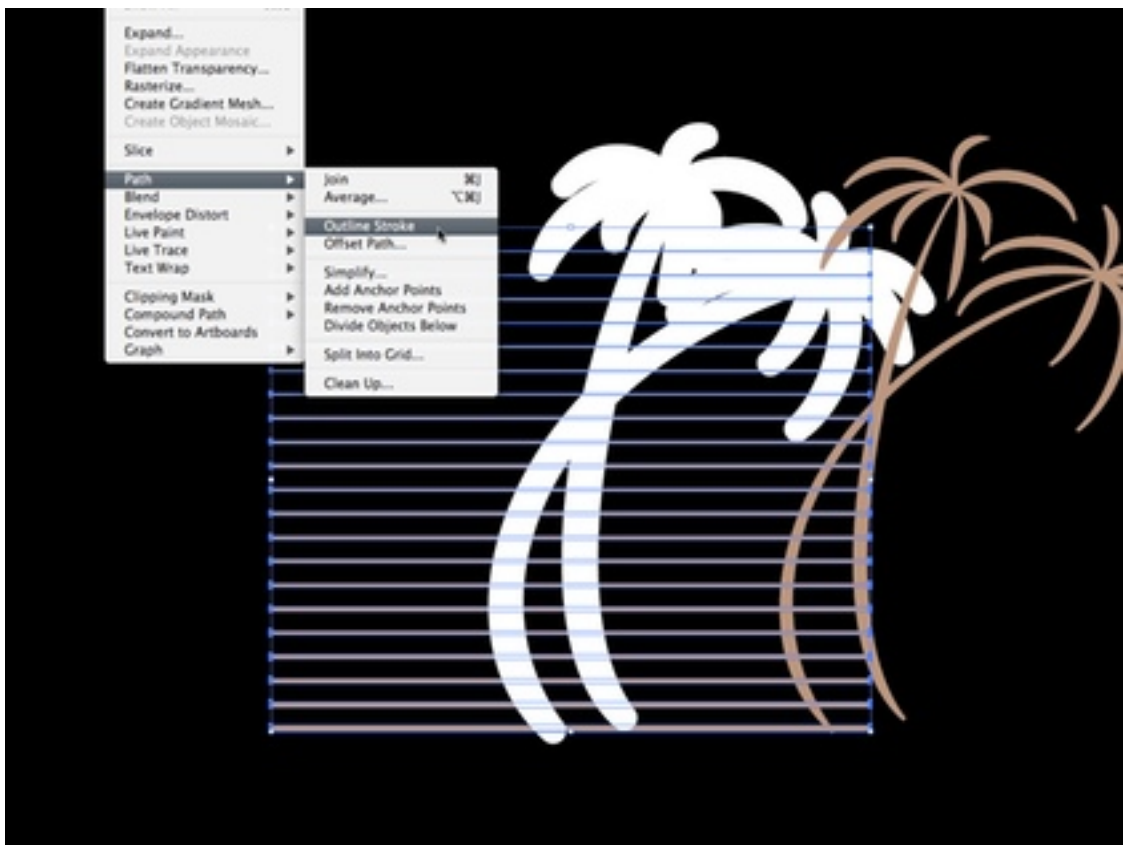 Expand...
Expand Appearance
Flatten Transparency...
Rasterize...
Create Gradient Mesh...
Create Object Mosaic...
Slice
Path
Blend
Envelope Distort
Live Paint
Live Trace
Text Wrap
Clipping Mask
Compound Path
Convert to Artboards
Graph
Join ⌘J
Average... ⌥⌘J
Outline Stroke
Offset Path...
Simplify...
Add Anchor Points
Remove Anchor Points
Divide Objects Below
Split Into Grid...
Clean Up...